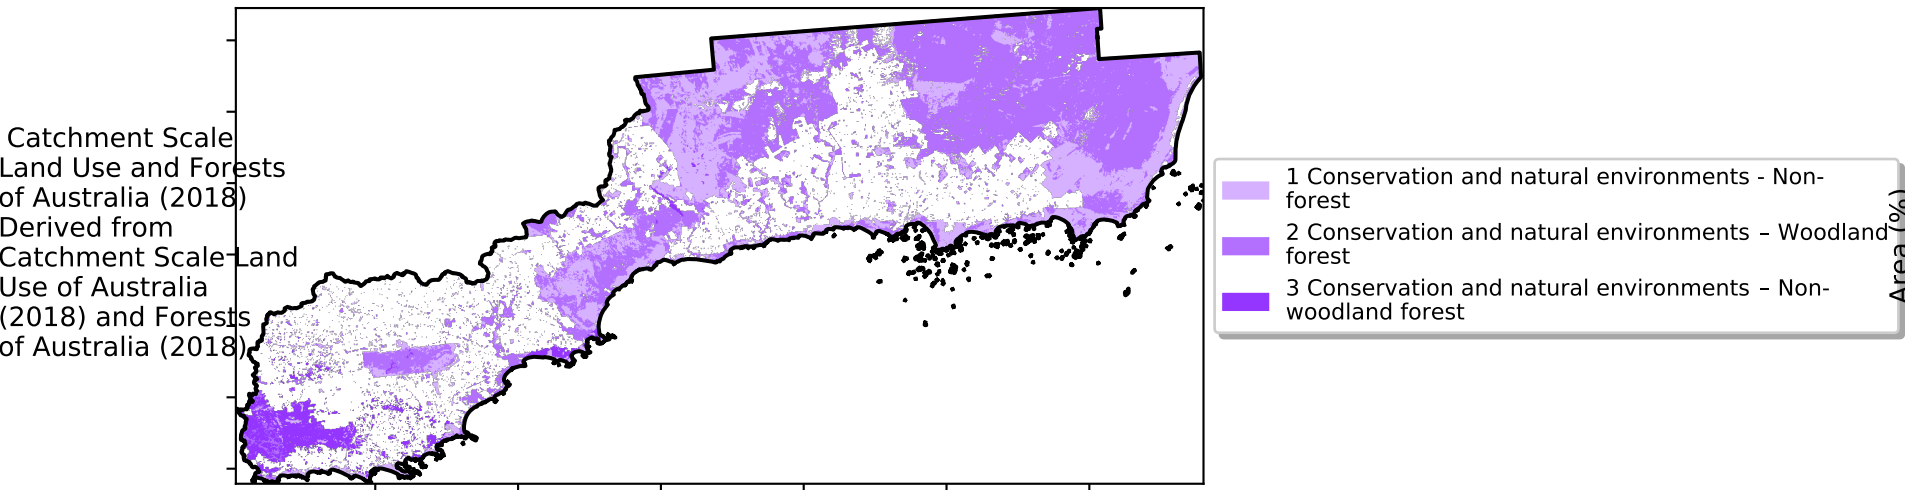 Catchment Scale
Land Use and Forests
of Australia (2018)
Derived from
Catchment Scale Land
Use of Australia
(2018) and Forests
of Australia (2018)
1 Conservation and natural environments - Non-
forest
2 Conservation and natural environments – Woodland
forest
3 Conservation and natural environments – Non-
woodland forest
Area (%)